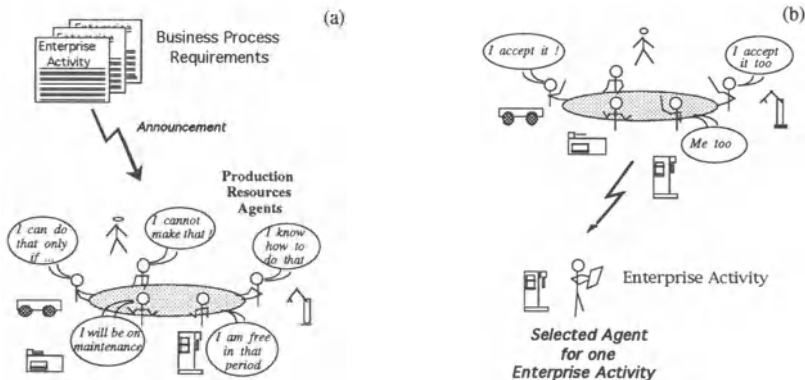 (a)
Enterprise
Enterprise
Enterprise
Activity
Business Process
Requirements
Announcement
Production
Resources
Agents
I can do
that only
if ...
I cannot
make that !
I know
how to
do that
I will be on
maintenance
I am free
in that
period
(b)
I accept it !
I accept
it too
Me too
Enterprise Activity
Selected Agent
for one
Enterprise Activity